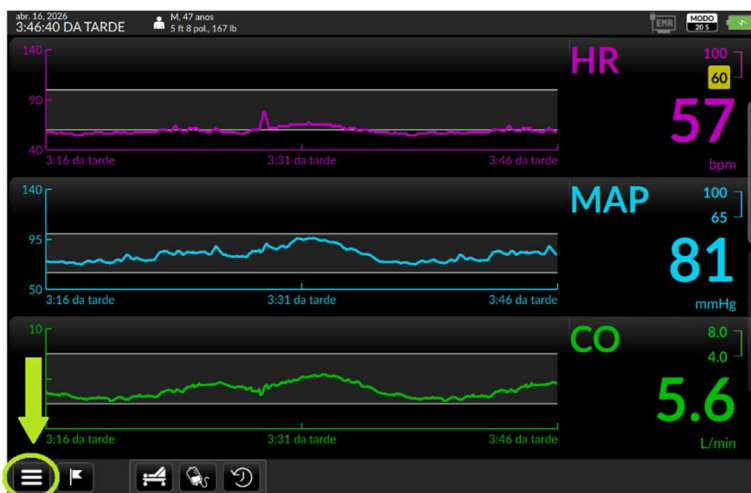 abr. 16, 2026
3:46:40 DA TARDE
M, 47 anos
5 ft 8 pol., 167 lb
EMR
MODO
20 S
140
90
40
3:16 da tarde
3:31 da tarde
3:46 da tarde
HR
100
60
57
bpm
140
95
50
3:16 da tarde
3:31 da tarde
3:46 da tarde
MAP
100
65
81
mmHg
10
3:16 da tarde
3:31 da tarde
3:46 da tarde
CO
8.0
4.0
5.6
L/min